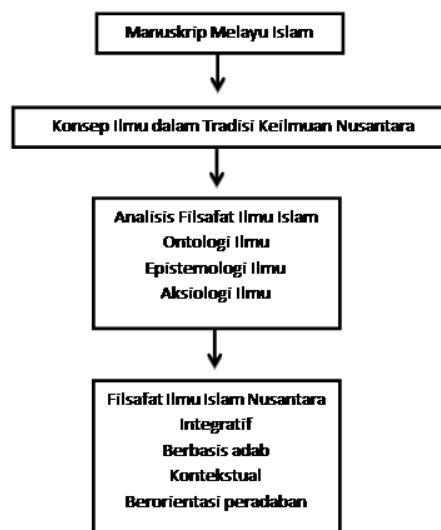 Manuskrip Melayu Islam
Konsep Ilmu dalam Tradisi Keilmuan Nusantara
Analisis Filsafat Ilmu Islam
Ontologi Ilmu
Epistemologi Ilmu
Aksiologi Ilmu
Filsafat Ilmu Islam Nusantara
Integratif
Berbasis adab
Kontekstual
Berorientasi peradaban